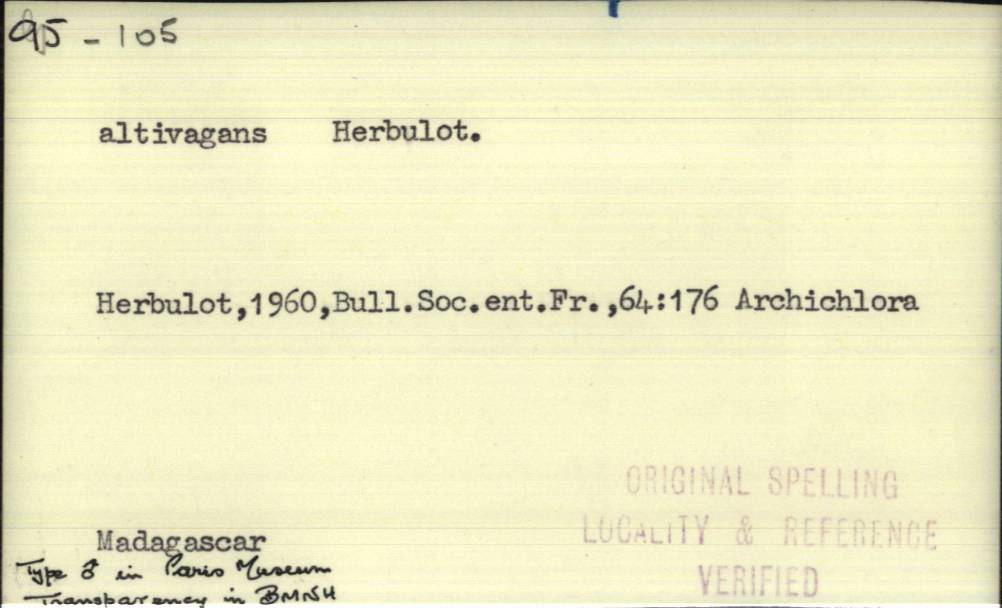 95 - 105
altivagans Herbulot.
Herbulot,1960,Bull.Soc.ent.Fr.,64:176 Archichlora
ORIGINAL SPELLING
LOCALITY & REFERENCE
VERIFIED
Madagascar
Type ♂ in Paris Museum
Transparency in BMNH